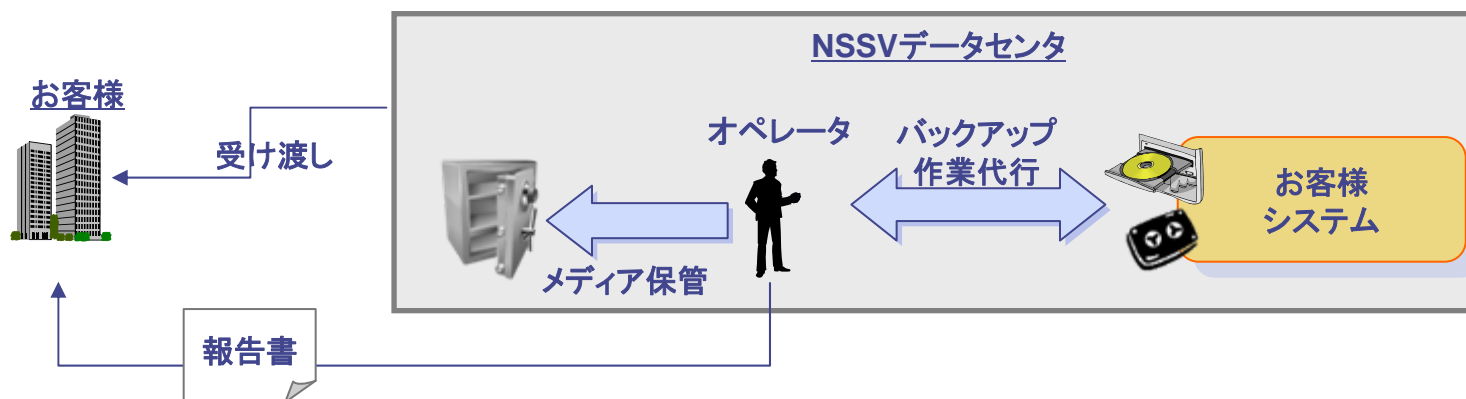 NSSVデータセンタ
お客様
受け渡し
オペレータ
バックアップ
作業代行
お客様
システム
メディア保管
報告書